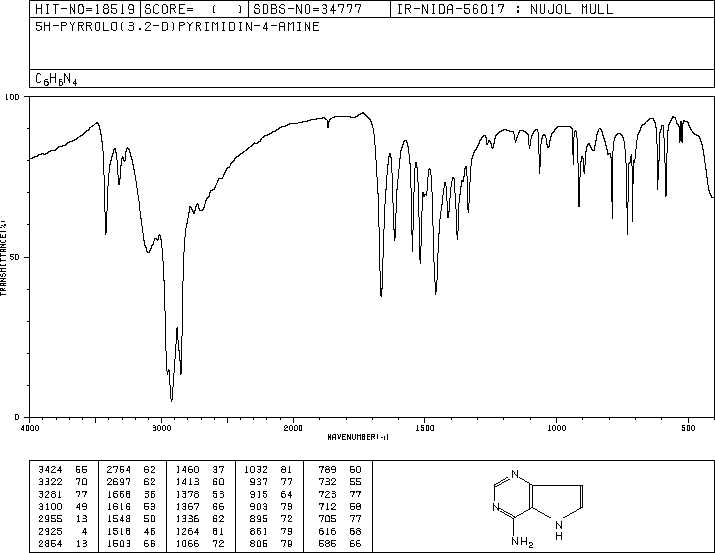 HIT-NO=18519 SCORE= ( ) SDBS-NO=34777 IR-NIDA-56017 : NUJOL MULL
5H-PYRROLO(3,2-D)PYRIMIDIN-4-AMINE
C6H6N4
100
50
0
TRANSMITTANCE(%)
4000 3000 2000 1500 1000 500
WAVENUMBER(-1)
3424 55 2754 62 1460 37 1032 81 789 60
3322 70 2697 62 1413 60 937 77 732 55
3281 77 1668 36 1378 53 915 64 723 77
3100 49 1616 53 1367 66 903 79 712 58
2955 13 1548 50 1336 62 895 72 705 77
2925 4 1518 46 1264 81 861 79 616 68
2854 13 1503 66 1066 72 806 79 586 66
N
N
N
H
NH2